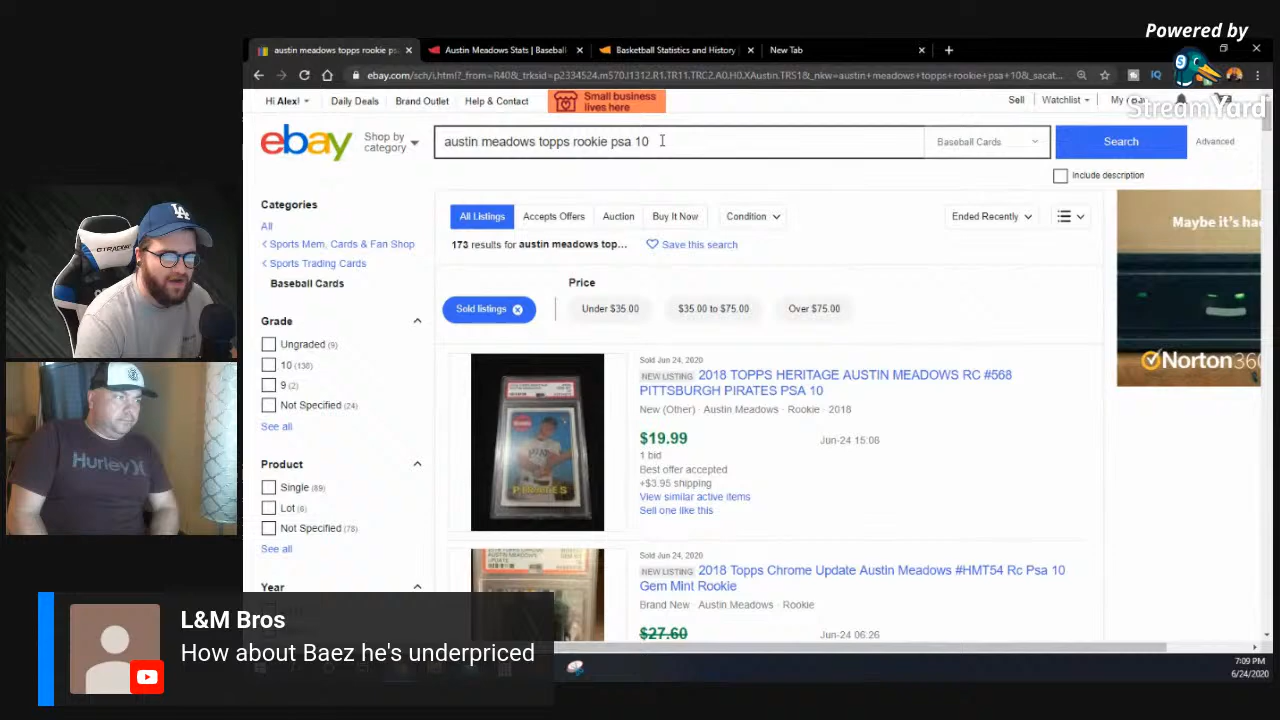 Powered by
StreamYard
austin meadows topps rookie ps
Austin Meadows Stats | Baseball
Basketball Statistics and History
New Tab
ebay.com/sch/i.html?_from=R40&_trksid=p2334524.m570.l1312.R1.TR11.TRC2.A0.H0.XAustin.TRS1&_nkw=austin+meadows+topps+rookie+psa+10&_sacat...
Hi Alex!
Daily Deals
Brand Outlet
Help & Contact
Small business
lives here
Sell
Watchlist
My eBay
ebay
Shop by
category
austin meadows topps rookie psa 10
Baseball Cards
Search
Advanced
Include description
Categories
All
Sports Mem, Cards & Fan Shop
Sports Trading Cards
Baseball Cards
Grade
Ungraded (9)
10 (138)
9 (2)
Not Specified (24)
See all
Product
Single (89)
Lot (6)
Not Specified (78)
See all
Year
All Listings
Accepts Offers
Auction
Buy It Now
Condition
Ended Recently
173 results for austin meadows top...
Save this search
Price
Sold listings
Under $35.00
$35.00 to $75.00
Over $75.00
Sold Jun 24, 2020
NEW LISTING 2018 TOPPS HERITAGE AUSTIN MEADOWS RC #568
PITTSBURGH PIRATES PSA 10
New (Other) · Austin Meadows · Rookie · 2018
$19.99
Jun-24 15:06
1 bid
Best offer accepted
+$3.95 shipping
View similar active items
Sell one like this
PIRATES
Sold Jun 24, 2020
NEW LISTING 2018 Topps Chrome Update Austin Meadows #HMT54 Rc Psa 10
Gem Mint Rookie
Brand New · Austin Meadows · Rookie
$27.60
Jun-24 06:26
Maybe it's ha
Norton360
LA
GTRACING
Hurley
L&M Bros
How about Baez he's underpriced
7:09 PM
6/24/2020